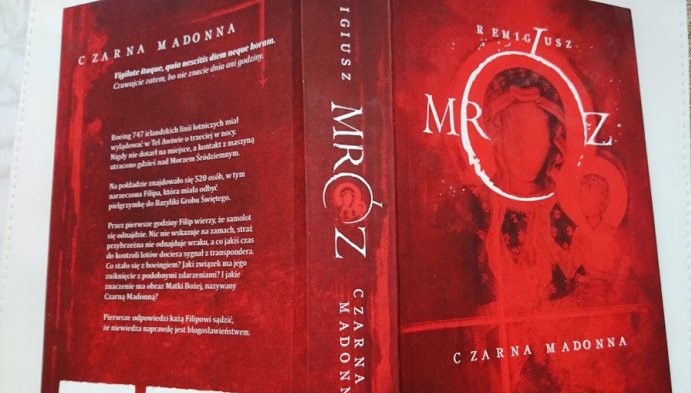 CZARNA MADONNA
Vigilate itaque, quia nescitis diem neque horam.
Czuwajcie zatem, bo nie znacie dnia ani godziny.
Boeing 747 irlandzkich linii lotniczych miał
wylądować w Tel Awiwie o trzeciej w nocy.
Nigdy nie dotarł na miejsce, a kontakt z maszyną
utracono gdzieś nad Morzem Śródziemnym.
Na pokładzie znajdowało się 520 osób, w tym
narzeczona Filipa, która miała odbyć
pielgrzymkę do Bazyliki Grobu Świętego.
Przez pierwsze godziny Filip wierzy, że samolot
się odnajdzie. Nic nie wskazuje na zamach, straż
przybrzeżna nie odnajduje wraku, a co jakiś czas
do kontroli lotów dociera sygnał z transpondera.
Co stało się z boeingiem? Jaki związek ma jego
zniknięcie z podobnymi zdarzeniami? I jakie
znaczenie ma obraz Matki Bożej, nazywany
Czarną Madonną?
Pierwsze odpowiedzi każą Filipowi sądzić,
że niewiedza naprawdę jest błogosławieństwem.
IGIUSZ
MRÓZ
CZARNA
MADONN
REMIGIUSZ
MRÓZ
CZARNA MADONNA